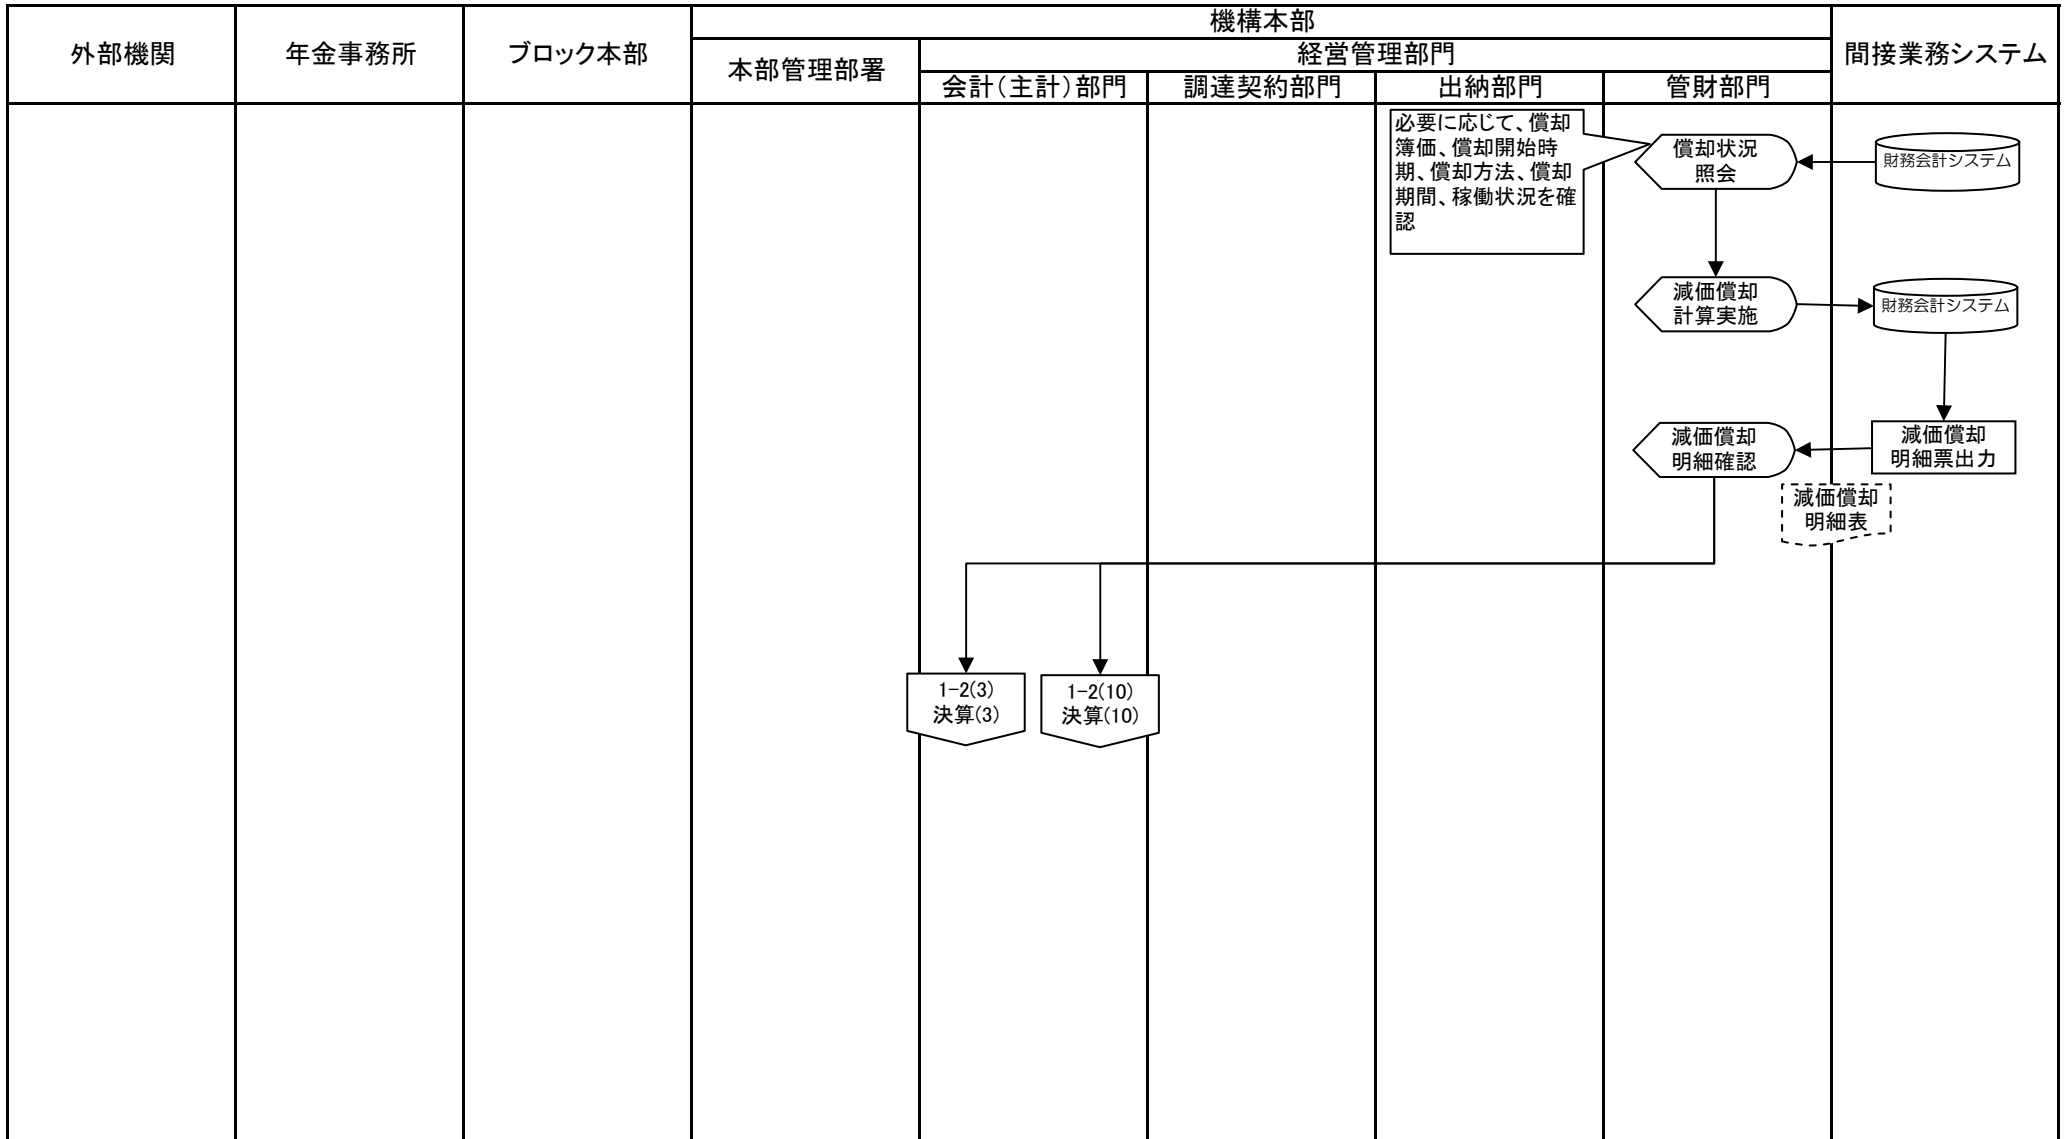 外部機関
年金事務所
ブロック本部
機構本部
本部管理部署
経営管理部門
会計（主計）部門
調達契約部門
出納部門
管財部門
間接業務システム
必要に応じて、償却
簿価、償却開始時
期、償却方法、償却
期間、稼働状況を確
認
償却状況
照会
財務会計システム
減価償却
計算実施
財務会計システム
減価償却
明細確認
減価償却
明細票出力
減価償却
明細表
1-2(3)
決算(3)
1-2(10)
決算(10)